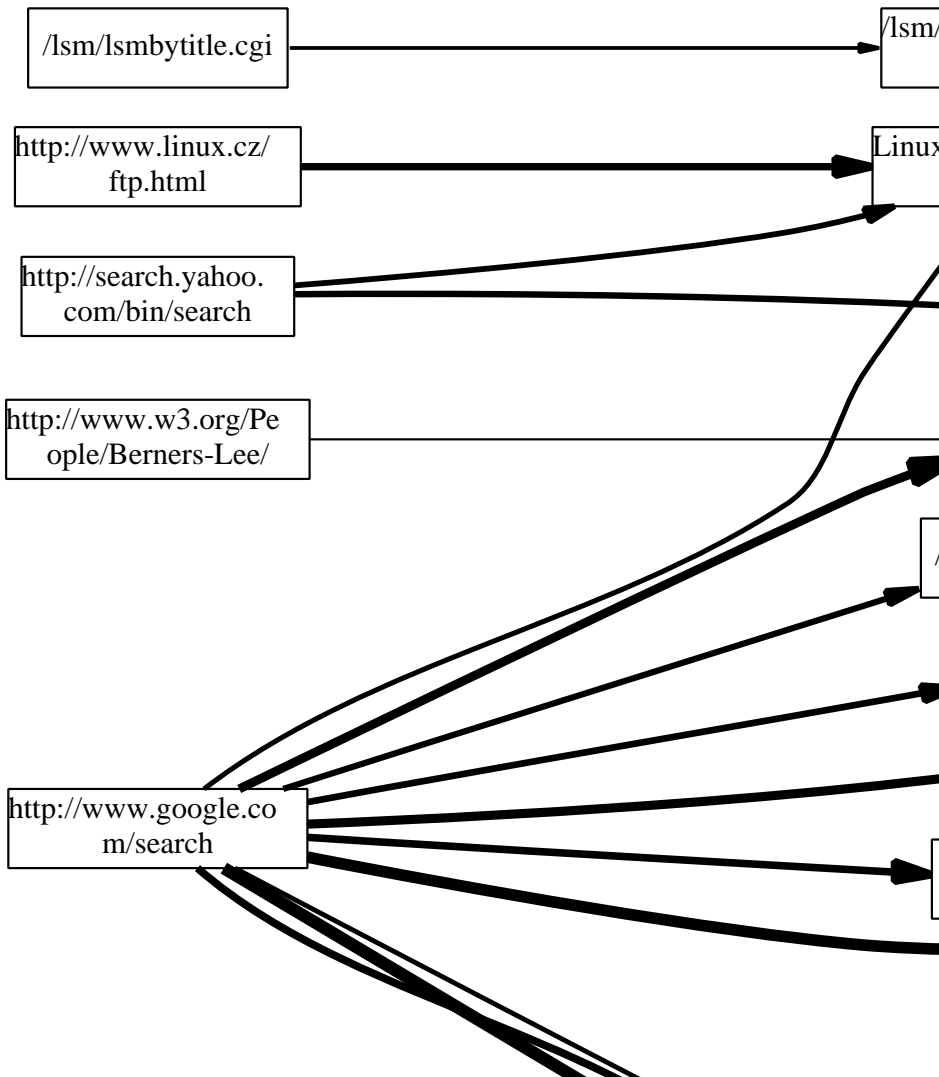 /lsm/lsmbytitle.cgi
/lsm/
http://www.linux.cz/
ftp.html
Linux
http://search.yahoo.
com/bin/search
http://www.w3.org/Pe
ople/Berners-Lee/
/
http://www.google.co
m/search